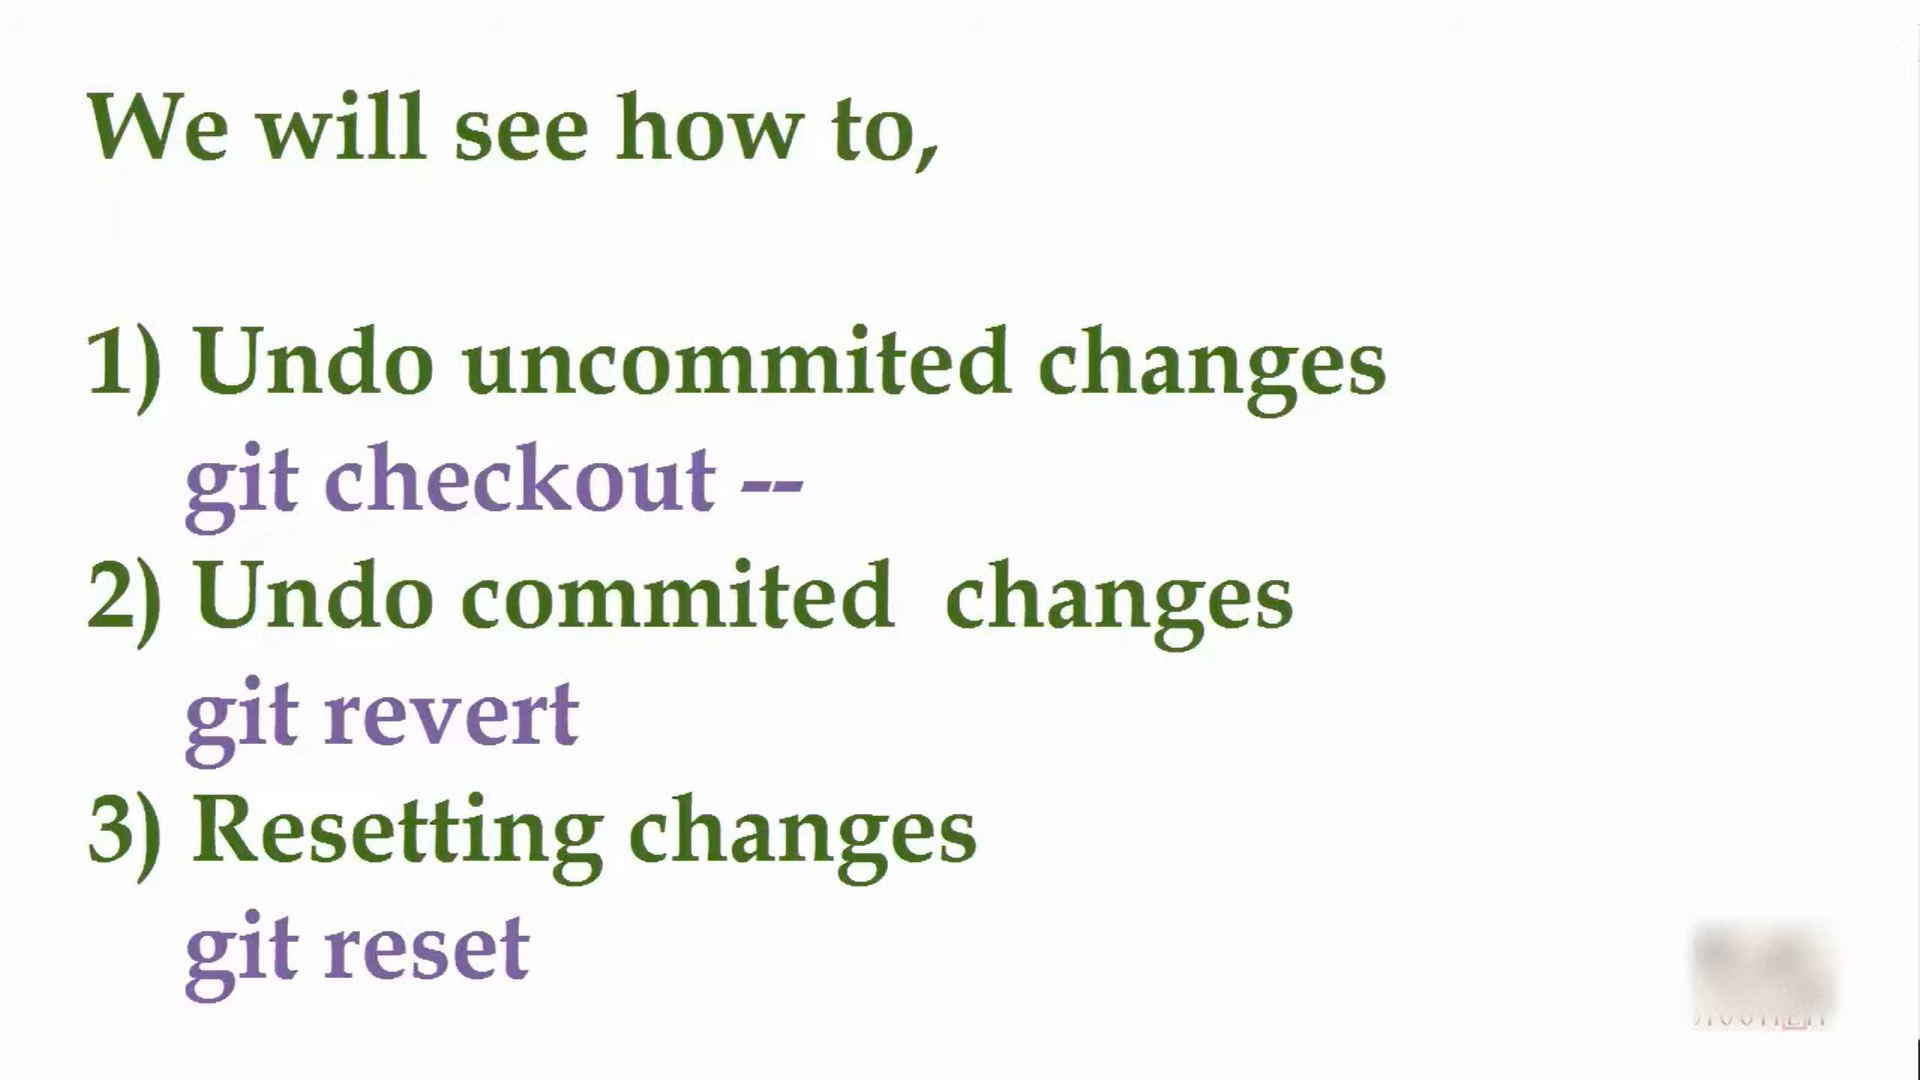 We will see how to,
1) Undo uncommited changes
git checkout --
2) Undo commited changes
git revert
3) Resetting changes
git reset